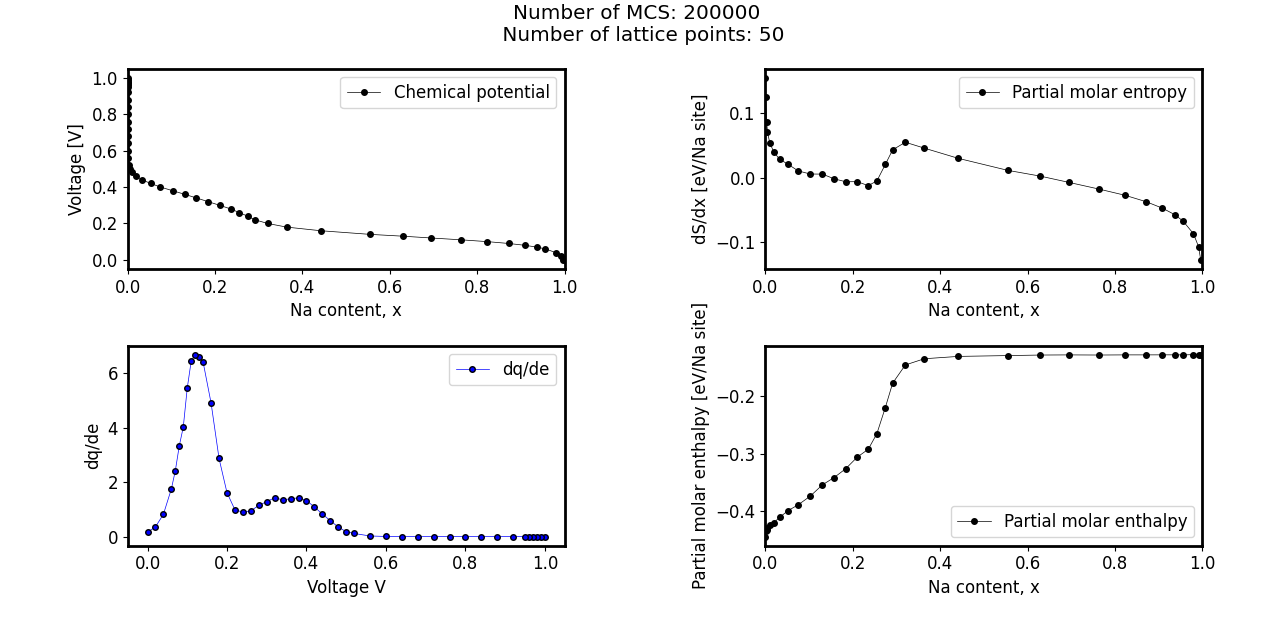 Number of MCS: 200000
Number of lattice points: 50
1.0
0.8
0.6
0.4
0.2
0.0
Voltage [V]
Chemical potential
0.0 0.2 0.4 0.6 0.8 1.0
Na content, x
0.1
0.0
−0.1
dS/dx [eV/Na site]
Partial molar entropy
0.0 0.2 0.4 0.6 0.8 1.0
Na content, x
6
4
2
0
dq/de
dq/de
0.0 0.2 0.4 0.6 0.8 1.0
Voltage V
−0.2
−0.3
−0.4
Partial molar enthalpy [eV/Na site]
Partial molar enthalpy
0.0 0.2 0.4 0.6 0.8 1.0
Na content, x